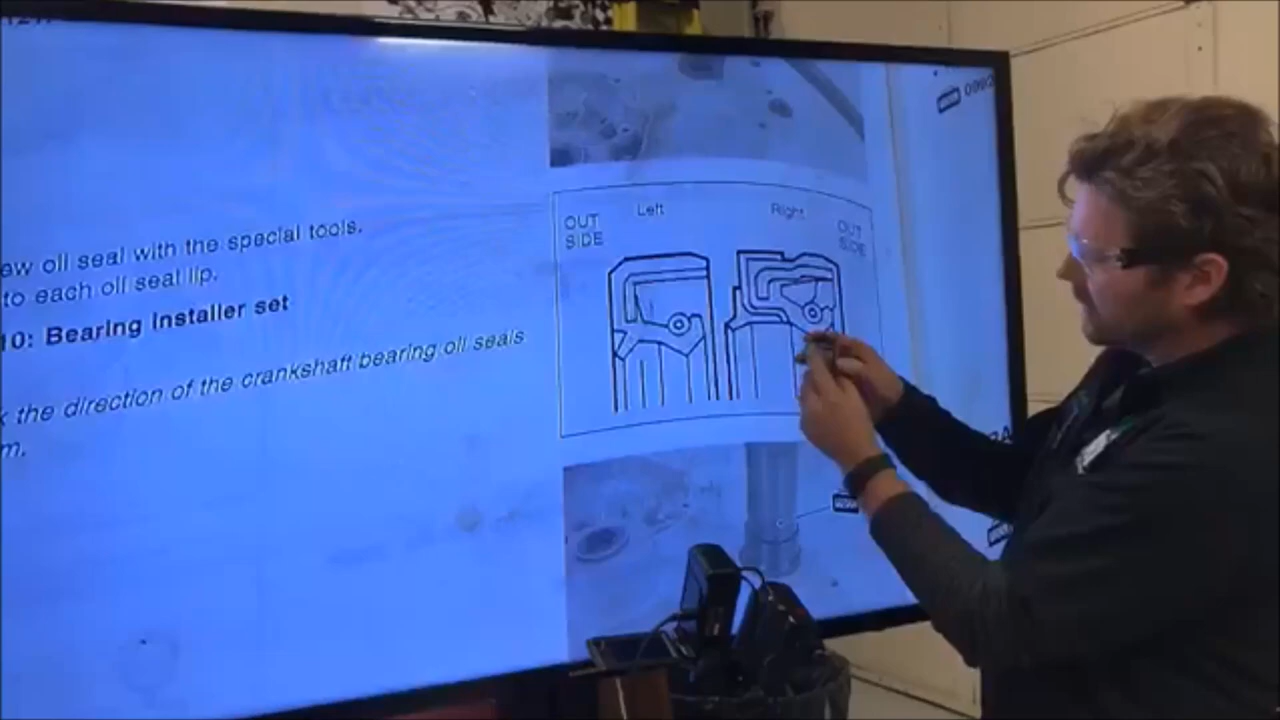 ew oil seal with the special tools.
to each oil seal lip.
10: Bearing installer set
the direction of the crankshaft bearing oil seals
m.
Left
Right
OUT
SIDE
OUT
SIDE